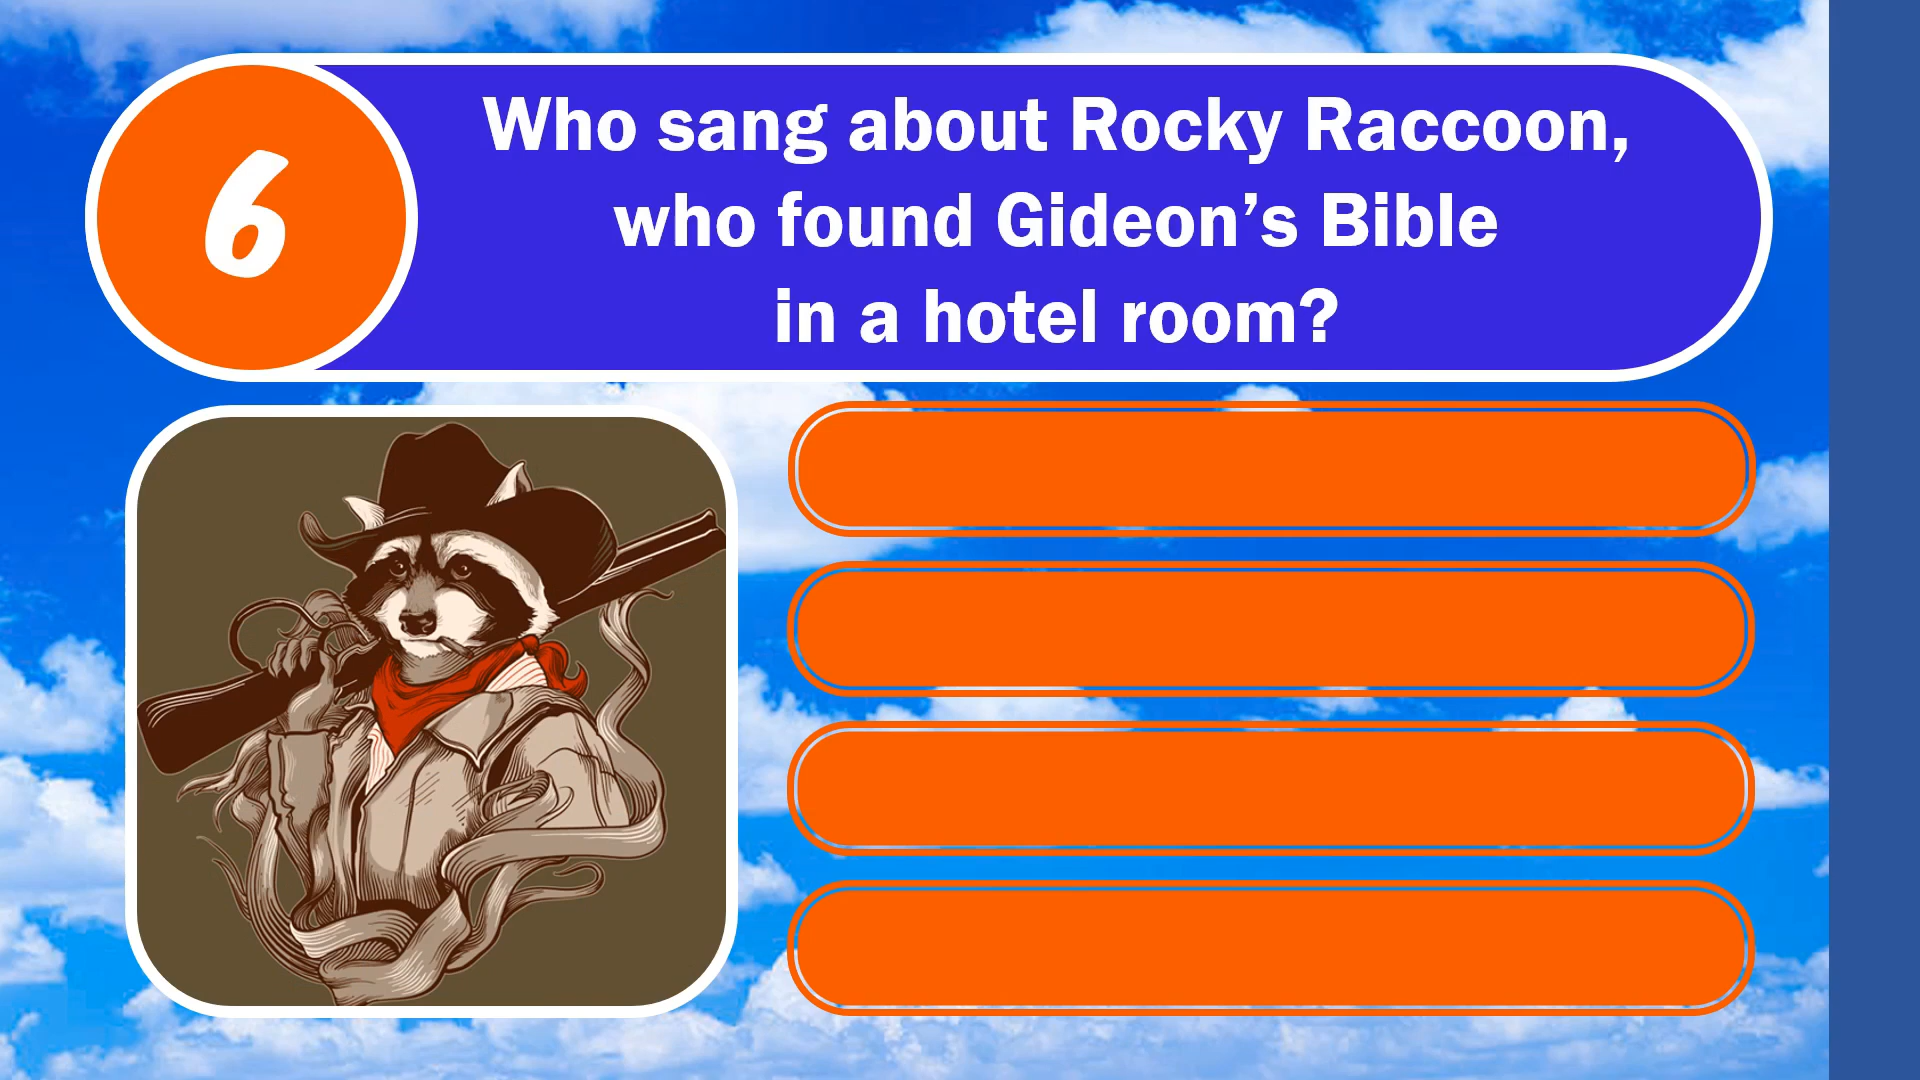 6
Who sang about Rocky Raccoon,
who found Gideon’s Bible
in a hotel room?